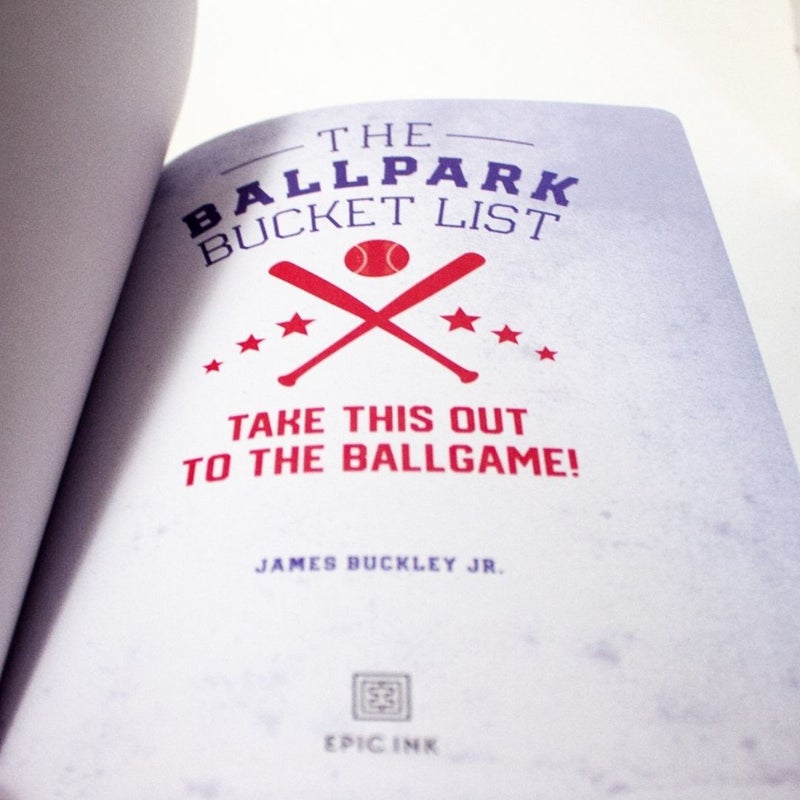 THE
BALLPARK
BUCKET LIST
TAKE THIS OUT
TO THE BALLGAME!
JAMES BUCKLEY JR.
EPIC INK